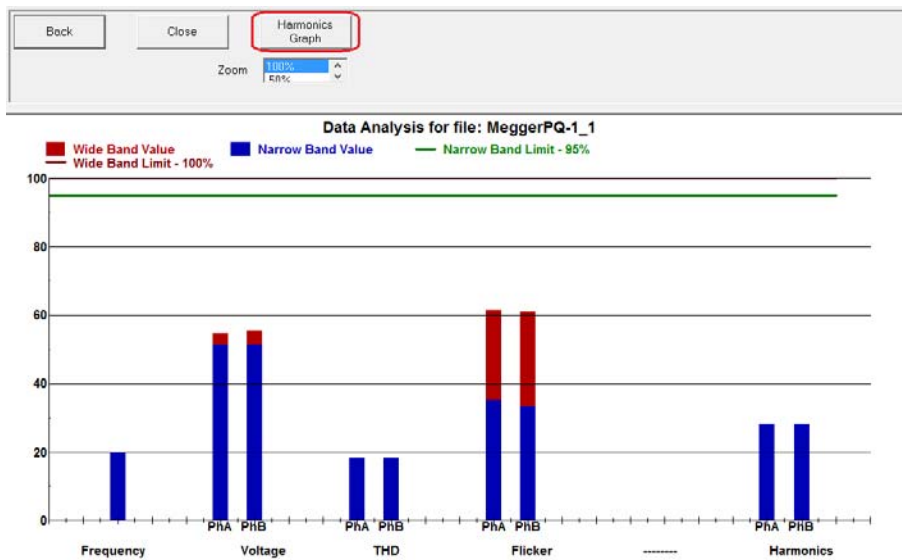 Back
Close
Harmonics
Graph
Zoom
100%
50%
Data Analysis for file: MeggerPQ-1_1
Wide Band Value
Narrow Band Value
Narrow Band Limit - 95%
Wide Band Limit - 100%
100
80
60
40
20
0
PhA PhB PhA PhB PhA PhB PhA PhB
Frequency Voltage THD Flicker -------- Harmonics